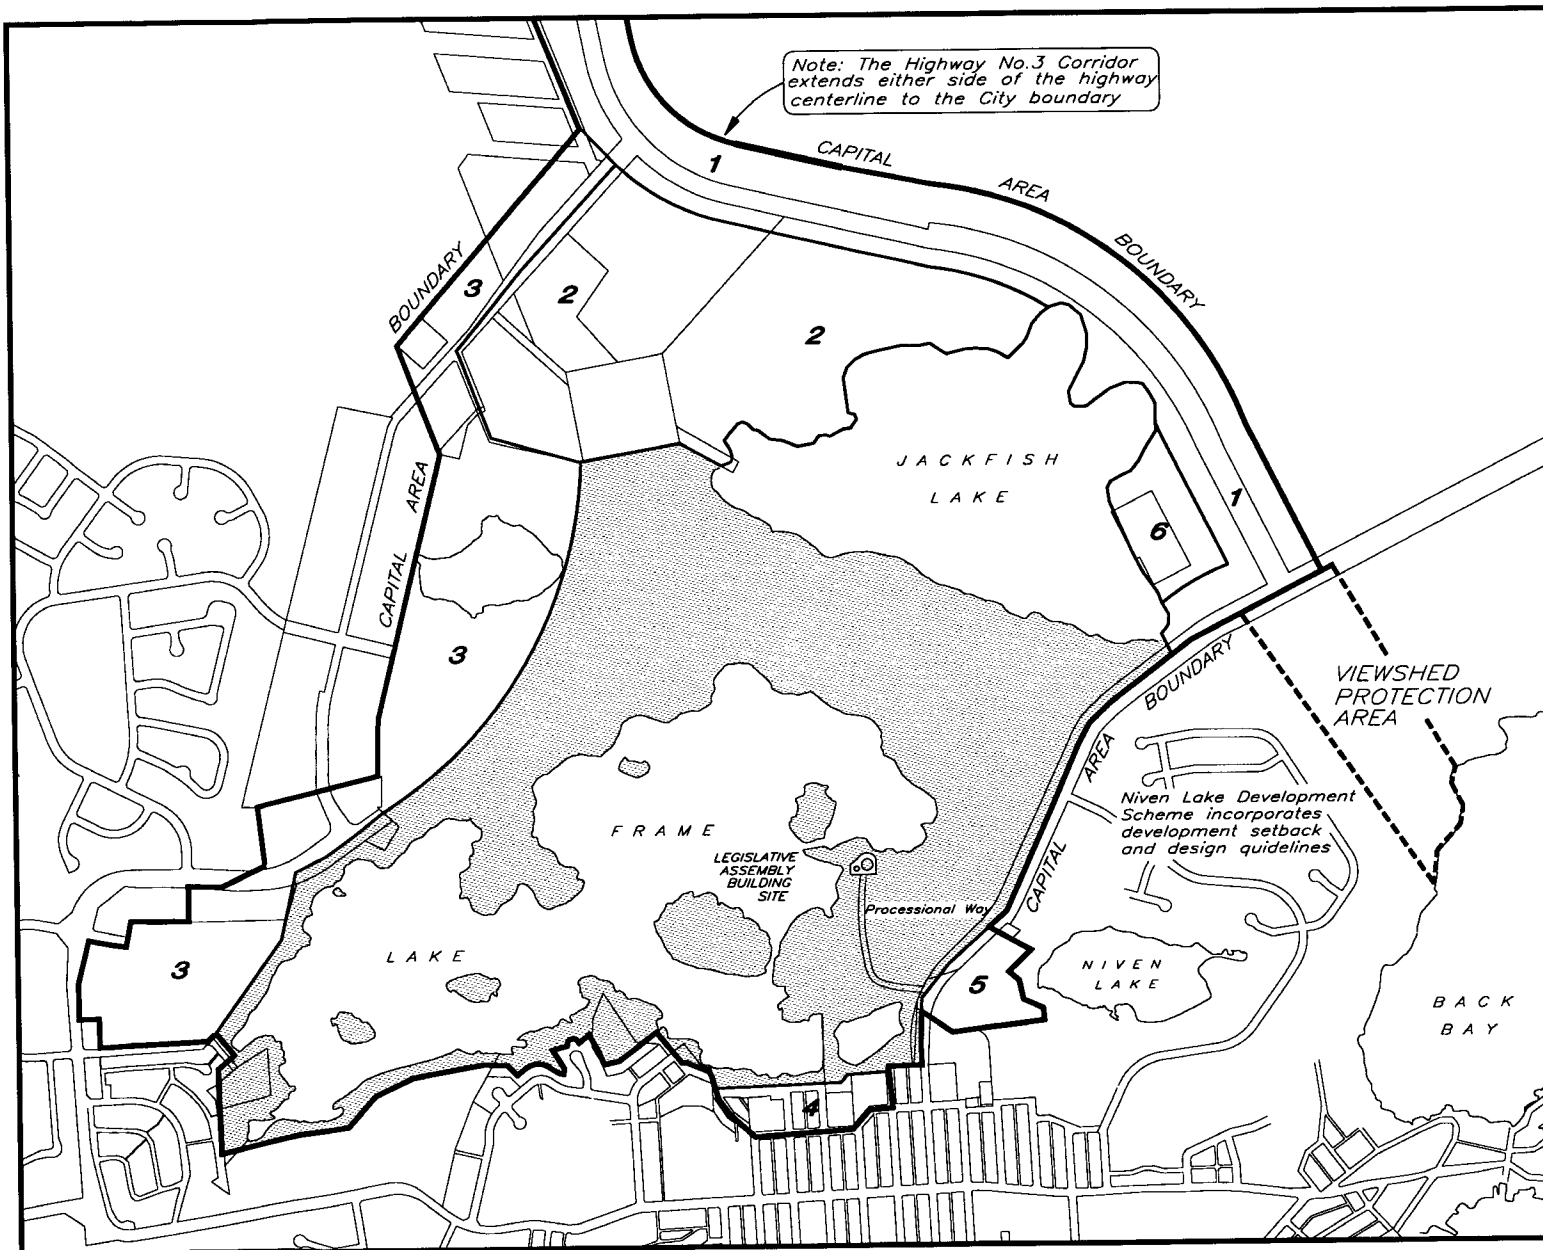 Note: The Highway No.3 Corridor
extends either side of the highway
centerline to the City boundary
1
CAPITAL
AREA
BOUNDARY
BOUNDARY
3
2
2
AREA
CAPITAL
JACKFISH
LAKE
1
6
3
BOUNDARY
AREA
CAPITAL
VIEWSHED
PROTECTION
AREA
Niven Lake Development
Scheme incorporates
development setback
and design quidelines
FRAME
LAKE
LEGISLATIVE
ASSEMBLY
BUILDING
SITE
Processional Way
3
5
NIVEN
LAKE
BACK
BAY
4